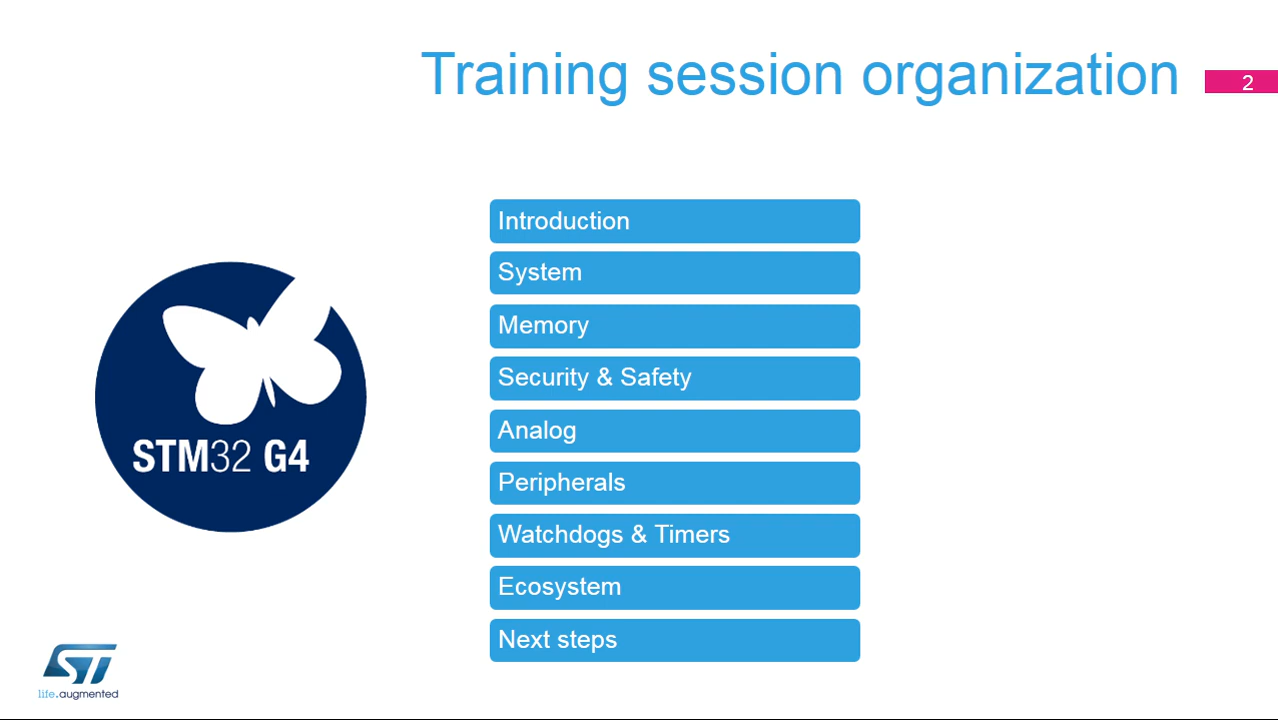 Training session organization
2
Introduction
System
Memory
Security & Safety
Analog
Peripherals
Watchdogs & Timers
Ecosystem
Next steps
STM32 G4
ST
life.augmented